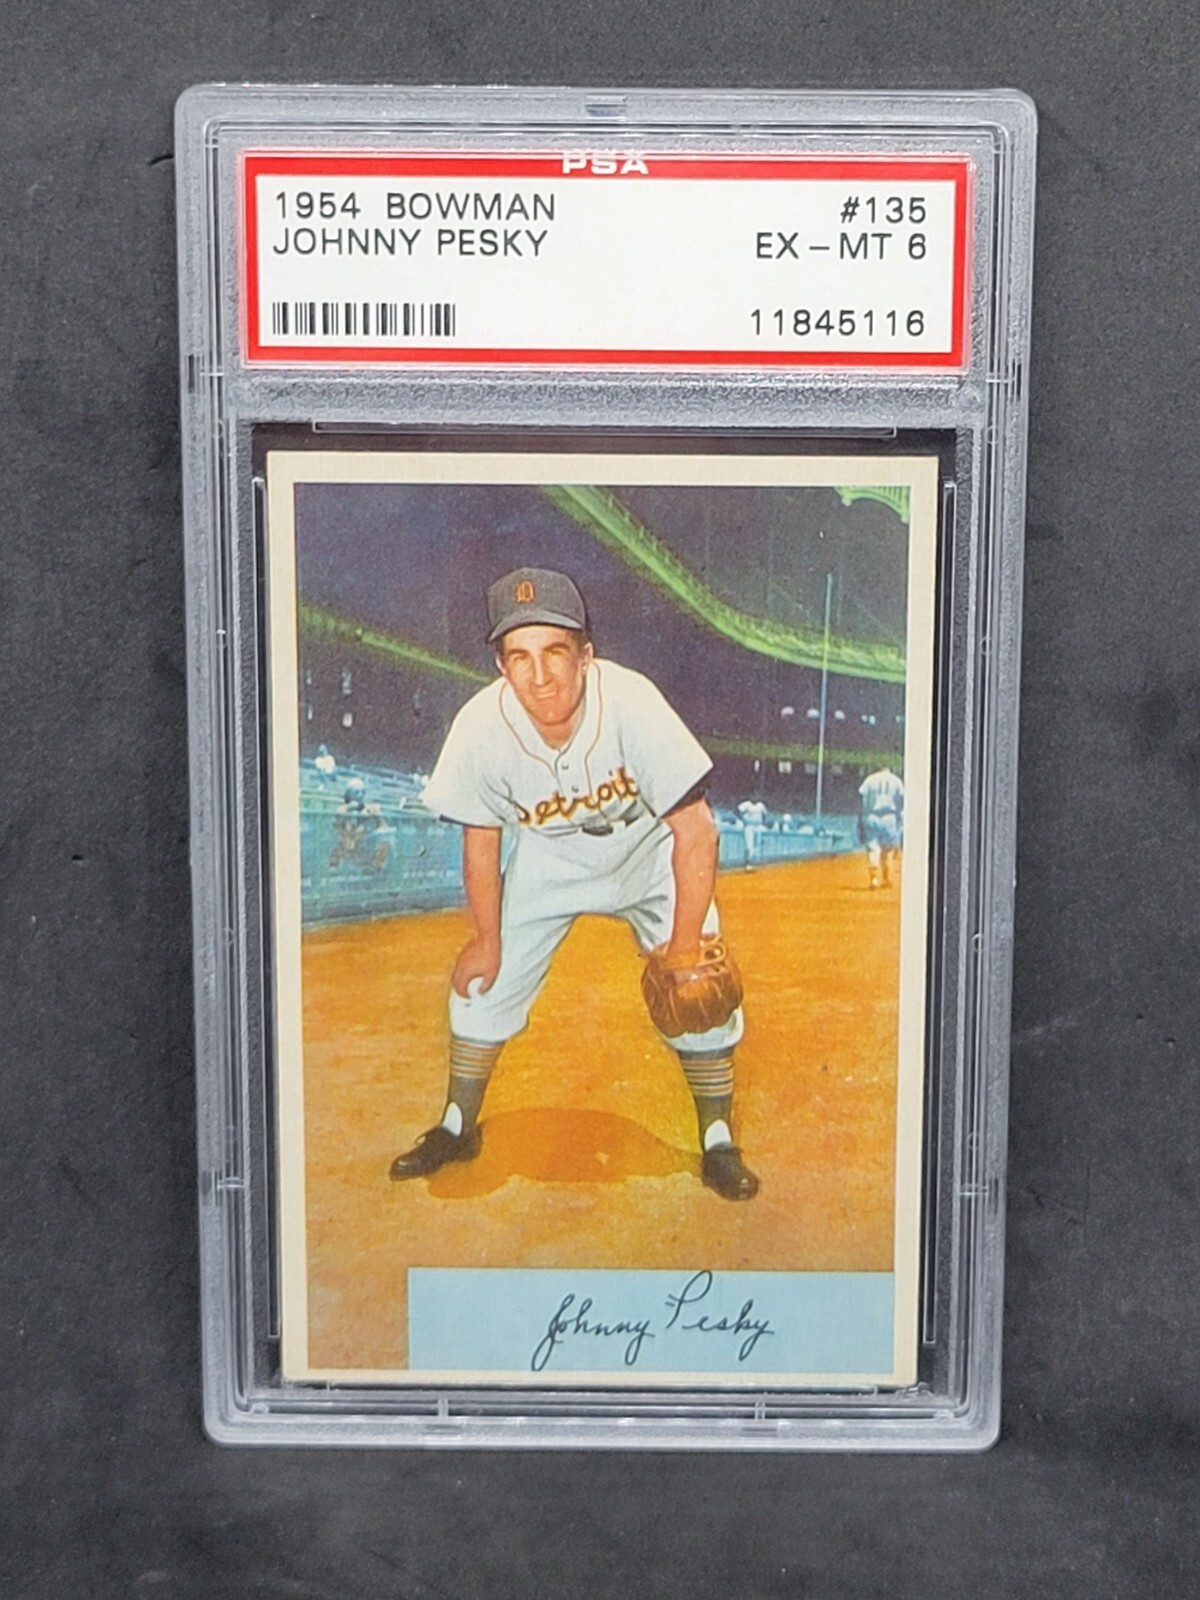 PSA
1954 BOWMAN #135
JOHNNY PESKY EX-MT 6
11845116
D
Detroit
Johnny Pesky